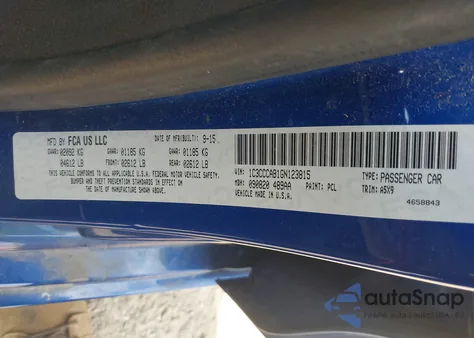 MFD BY FCA US LLC DATE OF MFR(BUILT): 9-15
GVWR: 02092 KG GAWR: 01185 KG GAWR: 01185 KG
04612 LB FRONT: 02612 LB REAR: 02612 LB
THIS VEHICLE CONFORMS TO ALL APPLICABLE U.S.A. FEDERAL MOTOR VEHICLE SAFETY,
BUMPER AND THEFT PREVENTION STANDARDS IN EFFECT ON
THE DATE OF MANUFACTURE SHOWN ABOVE.
VIN: 1C3CCCAB1GN123815 TYPE: PASSENGER CAR
MDH: 090820 489AA PAINT: PCL TRIM: A5X9
VEHICLE MADE IN U.S.A.
4658843
autoSnap